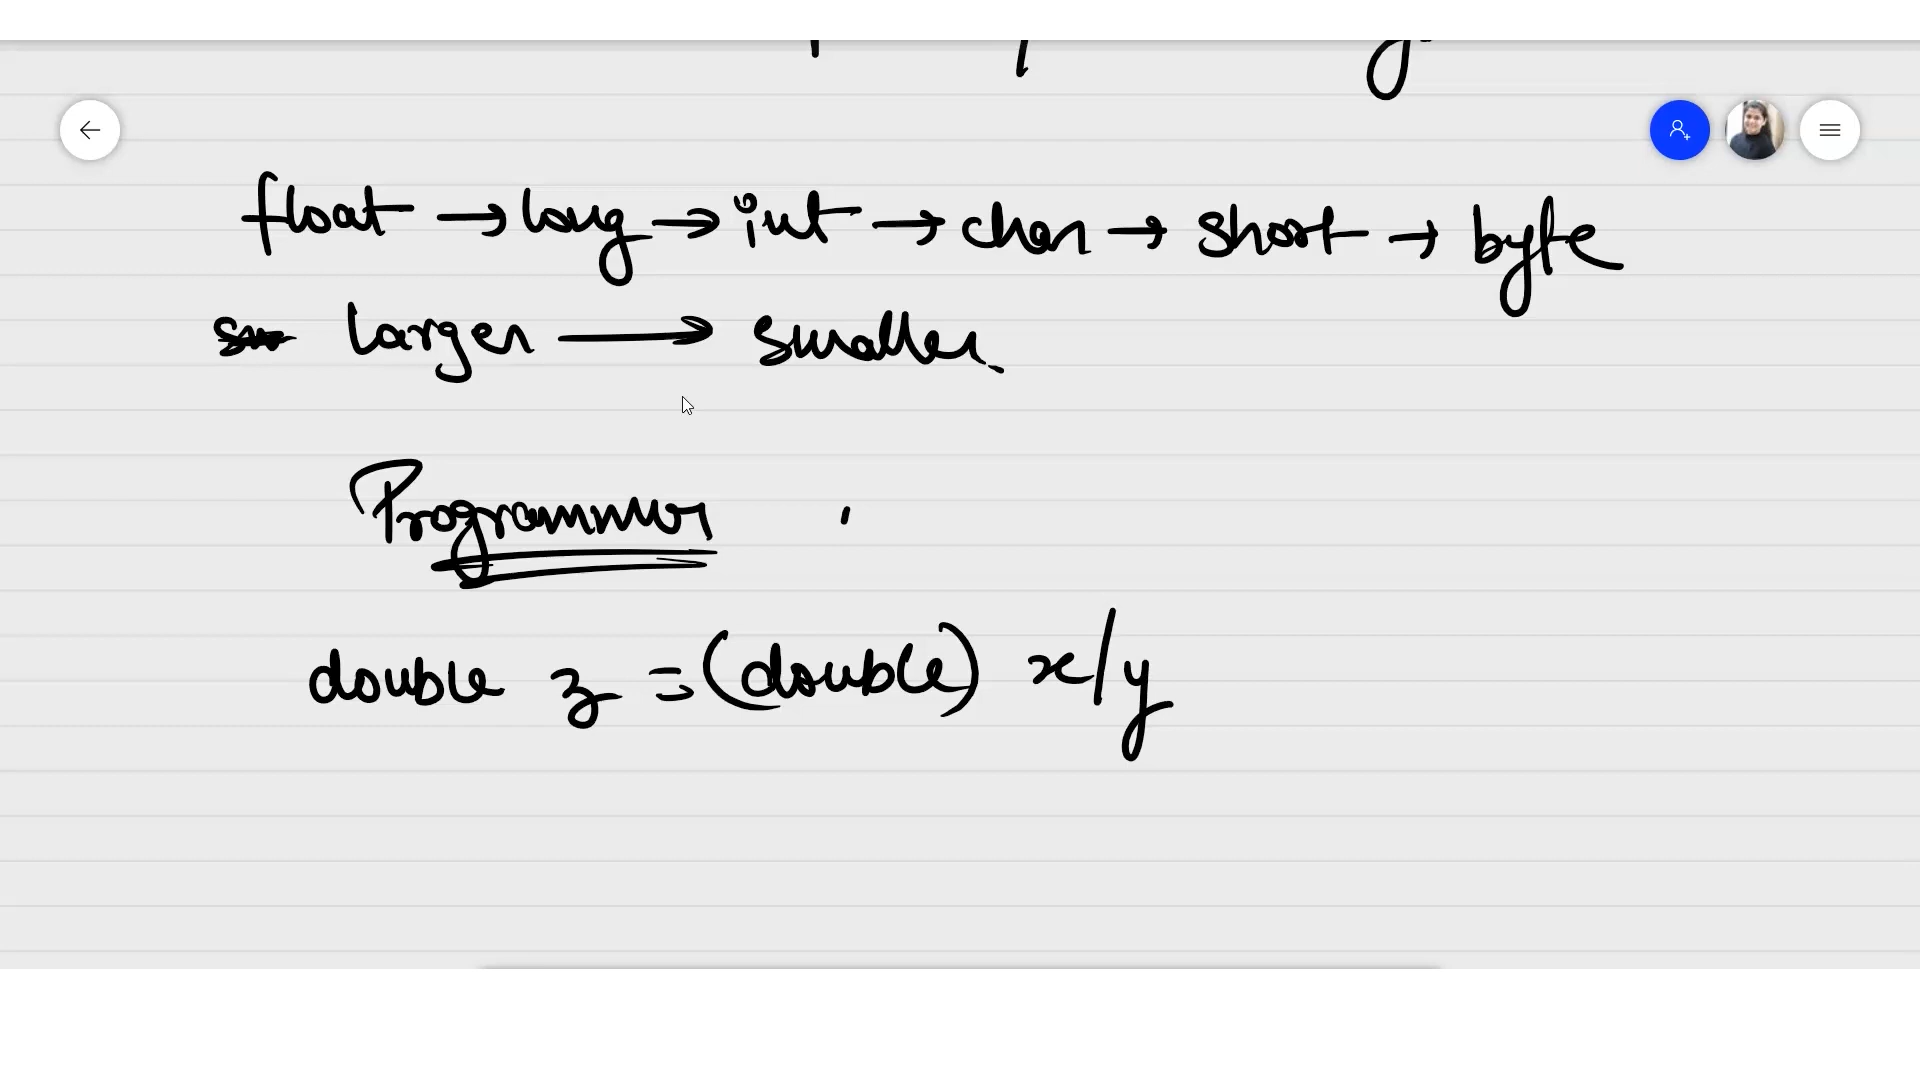 float → long → int → char → short → byte
larger → smaller
Programmer
double z = (double) x/y